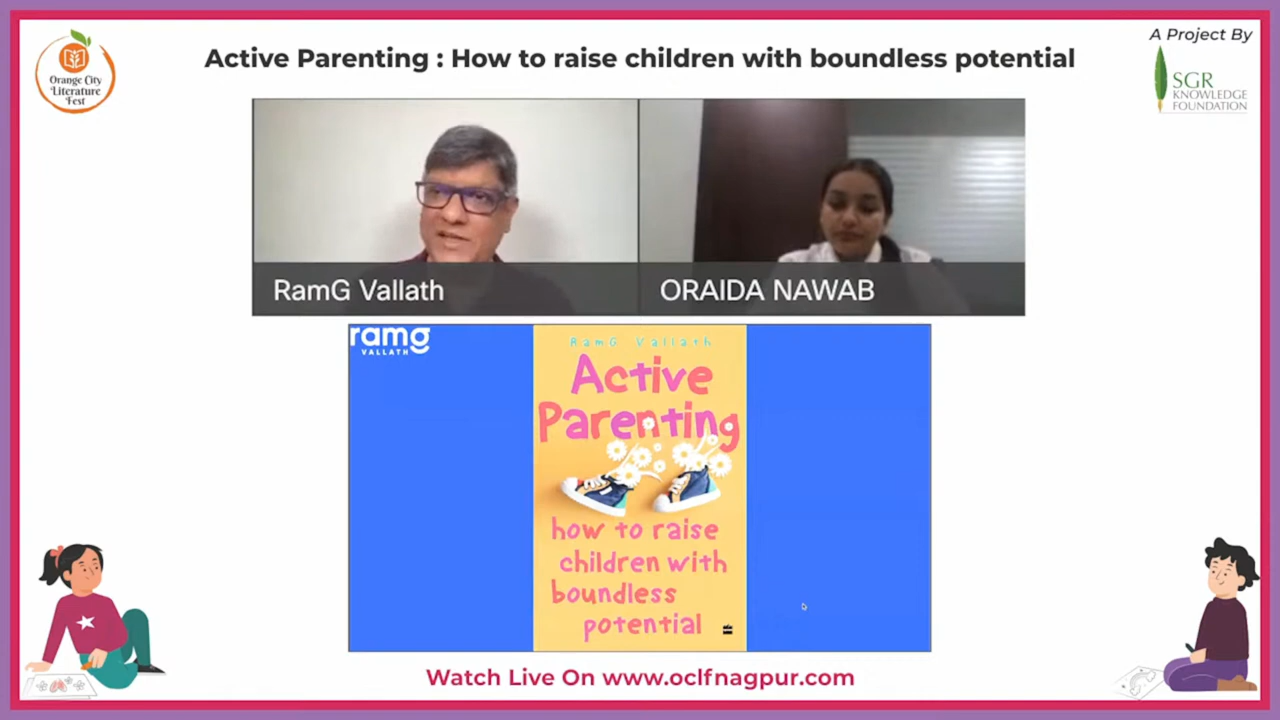 Orange City
Literature
Fest
Active Parenting : How to raise children with boundless potential
A Project By
SGR
KNOWLEDGE
FOUNDATION
RamG Vallath
ORAIDA NAWAB
ramg
VALLATH
RamG Vallath
Active
Parenting
how to raise
children with
boundless
potential
Watch Live On www.oclfnagpur.com